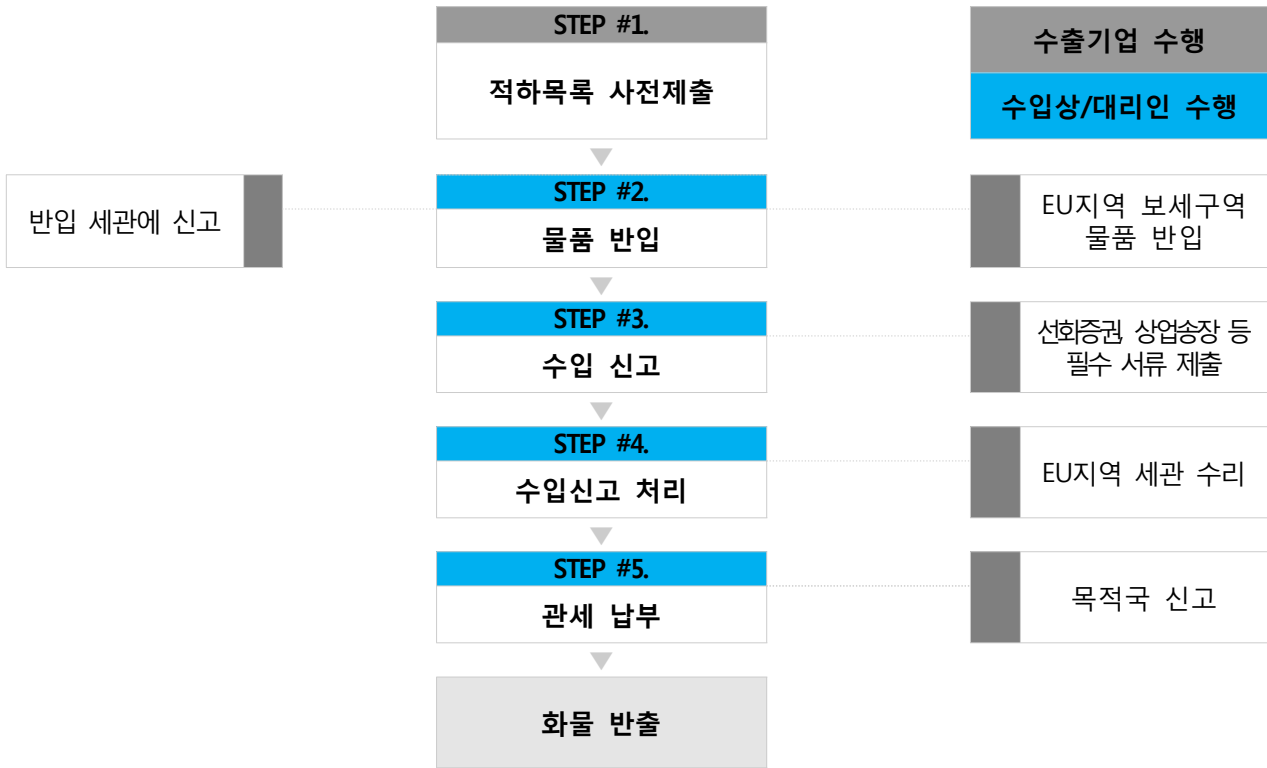 STEP #1.
적하목록 사전제출
수출기업 수행
수입상/대리인 수행
반입 세관에 신고
STEP #2.
물품 반입
EU지역 보세구역
물품 반입
STEP #3.
수입 신고
선화증권, 상업송장 등
필수 서류 제출
STEP #4.
수입신고 처리
EU지역 세관 수리
STEP #5.
관세 납부
목적국 신고
화물 반출